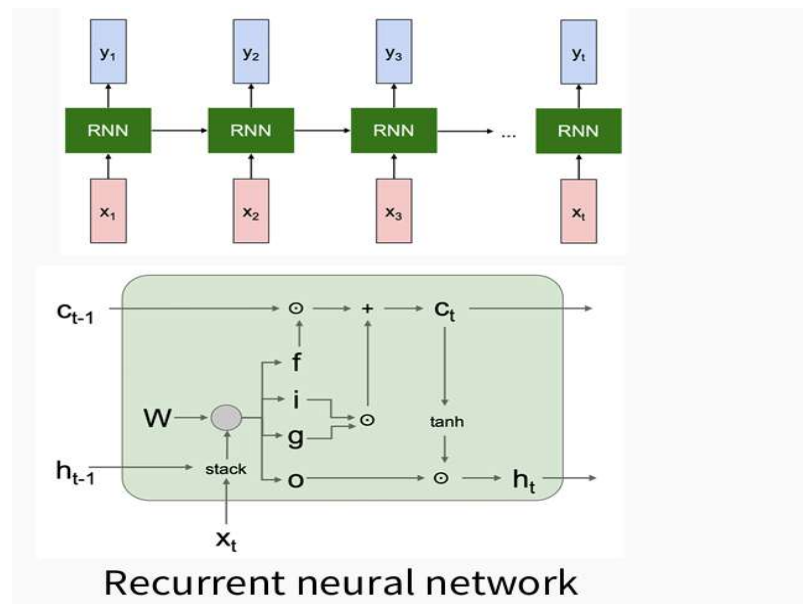 y₁ y₂ y₃ yₜ
RNN RNN RNN ... RNN
x₁ x₂ x₃ xₜ
cₜ₋₁ ⊙ + cₜ
f
i
W ⊙ tanh
g
hₜ₋₁ stack o ⊙ hₜ
xₜ
Recurrent neural network